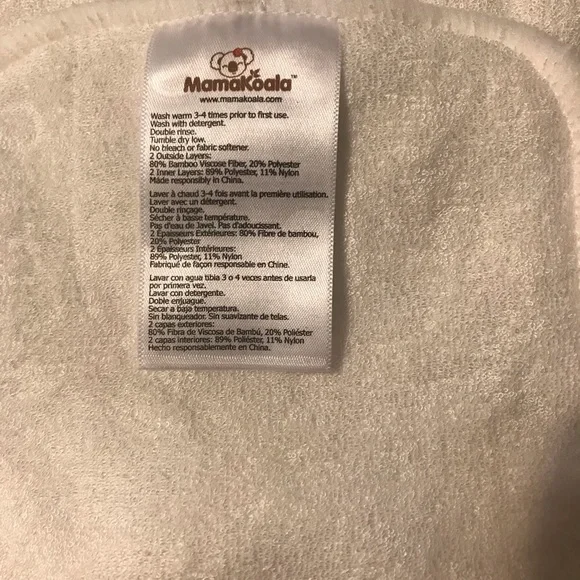 MamaKoala™
www.mamakoala.com
Wash warm 3-4 times prior to first use.
Wash with detergent.
Double rinse.
Tumble dry low.
No bleach or fabric softener.
2 Outside Layers:
80% Bamboo Viscose Fiber, 20% Polyester
2 Inner Layers: 89% Polyester, 11% Nylon
Made responsibly in China.
Laver à chaud 3-4 fois avant la première utilisation.
Laver avec un détergent.
Double rinçage.
Sécher à basse température.
Pas d'eau de Javel. Pas d'adoucissant.
2 Épaisseurs Extérieures: 80% Fibre de bambou,
20% Polyester
2 Épaisseurs Intérieures:
89% Polyester, 11% Nylon
Fabriqué de façon responsable en Chine.
Lavar con agua tibia 3 o 4 veces antes de usarla
por primera vez.
Lavar con detergente.
Doble enjuague.
Secar a baja temperatura.
Sin blanqueador. Sin suavizante de telas.
2 capas exteriores:
80% Fibra de Viscosa de Bambú, 20% Poliéster
2 capas interiores: 89% Poliéster, 11% Nylon
Hecho responsablemente en China.